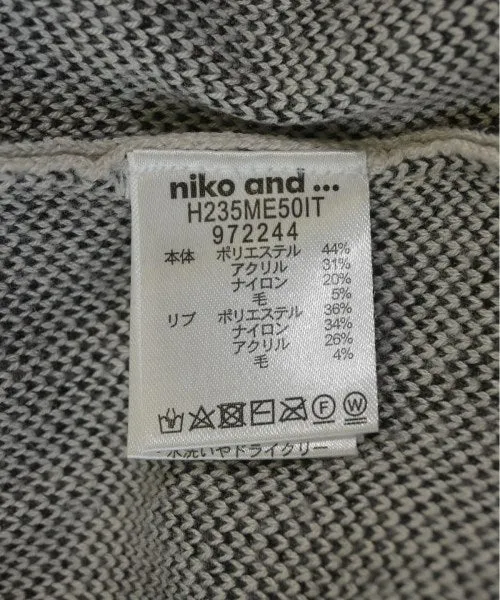 niko and ...
H235ME50IT
972244
本体 ポリエステル 44%
アクリル 31%
ナイロン 20%
毛 5%
リブ ポリエステル 36%
ナイロン 34%
アクリル 26%
毛 4%
F W
・水洗いやドライクリー